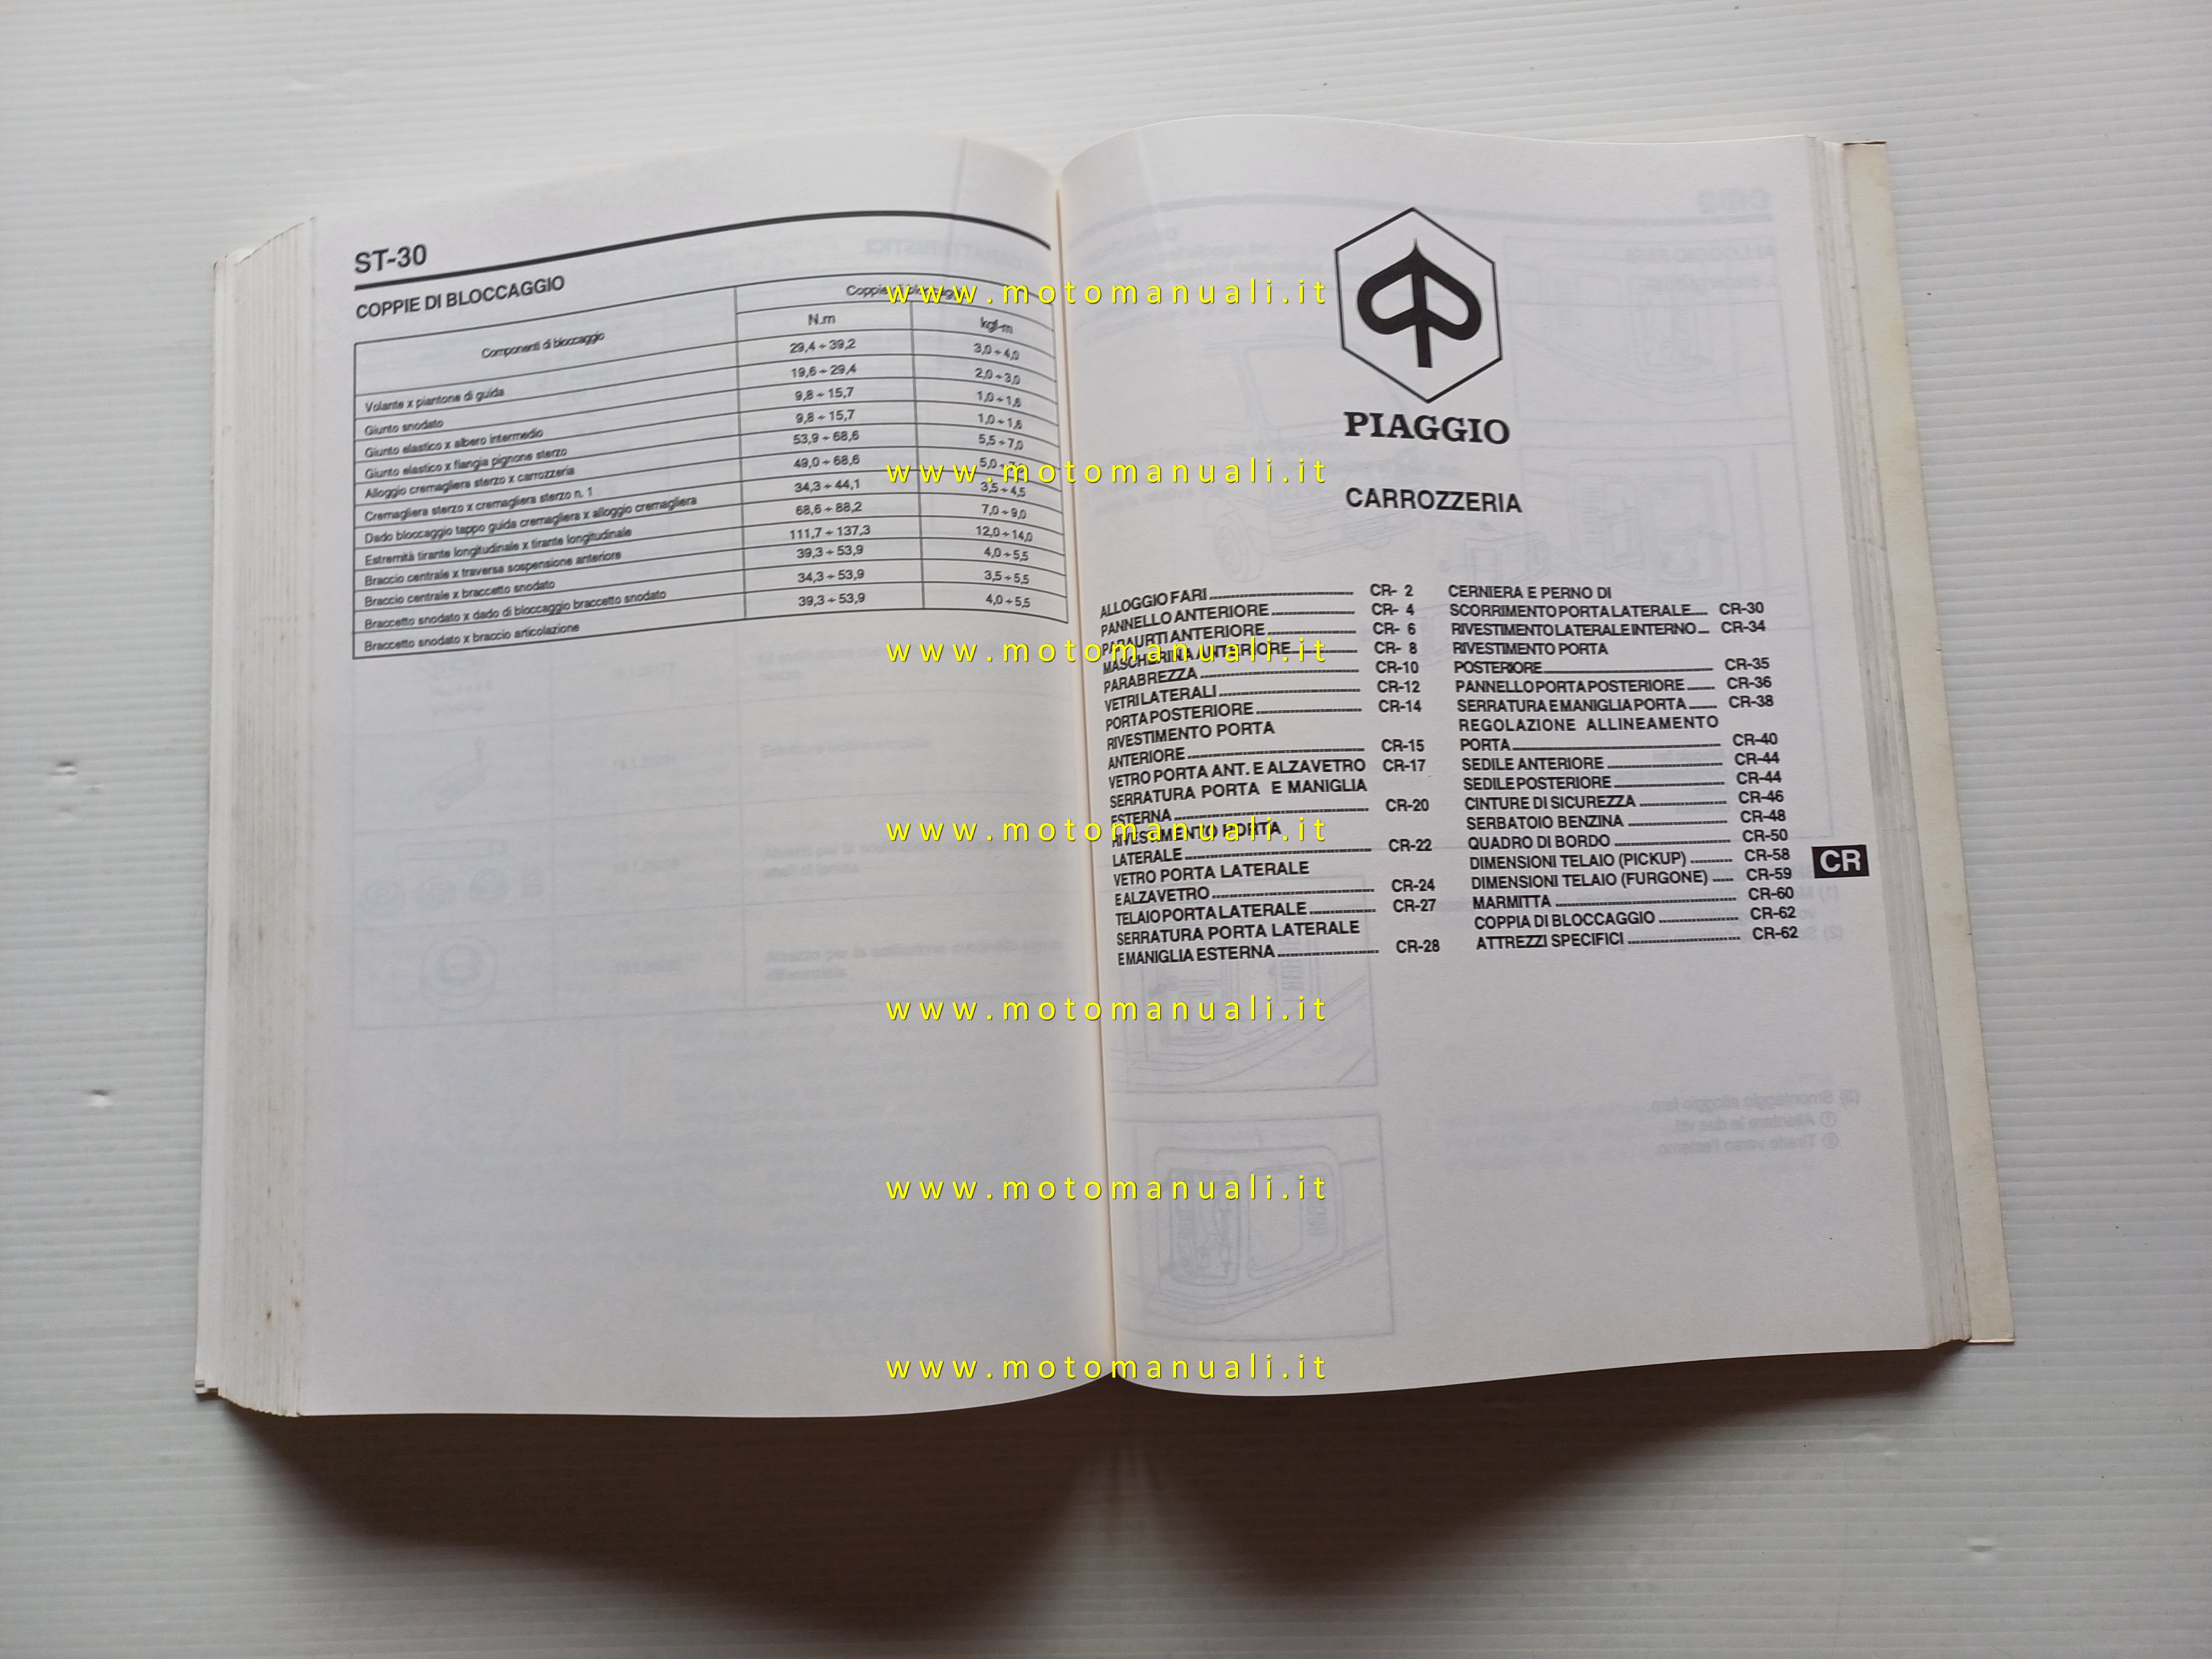 ST-30
COPPIE DI BLOCCAGGIO
Componenti di bloccaggio
Coppie di bloccaggio
N.m kgf-m
29,4 ÷ 39,2 3,0 ÷ 4,0
19,6 ÷ 29,4 2,0 ÷ 3,0
9,8 ÷ 15,7 1,0 ÷ 1,6
9,8 ÷ 15,7 1,0 ÷ 1,6
53,9 ÷ 68,6 5,5 ÷ 7,0
49,0 ÷ 68,6 5,0 ÷
34,3 ÷ 44,1 3,5 ÷ 4,5
68,6 ÷ 88,2 7,0 ÷ 9,0
111,7 ÷ 137,3 12,0 ÷ 14,0
39,3 ÷ 53,9 4,0 ÷ 5,5
34,3 ÷ 53,9 3,5 ÷ 5,5
39,3 ÷ 53,9 4,0 ÷ 5,5
Volante x piantone di guida
Giunto snodato
Giunto elastico x albero intermedio
Giunto elastico x flangia pignone sterzo
Alloggio cremagliera sterzo x carrozzeria
Cremagliera sterzo x cremagliera sterzo n. 1
Dado bloccaggio tappo guida cremagliera x alloggio cremagliera
Estremità tirante longitudinale x tirante longitudinale
Braccio centrale x traversa sospensione anteriore
Braccio centrale x braccetto snodato
Braccetto snodato x dado di bloccaggio braccetto snodato
Braccetto snodato x braccio articolazione
PIAGGIO
CARROZZERIA
ALLOGGIO FARI CR- 2
PANNELLO ANTERIORE CR- 4
PARAURTI ANTERIORE CR- 6
MASCHERINA ANTERIORE CR- 8
PARABREZZA CR-10
VETRI LATERALI CR-12
PORTA POSTERIORE CR-14
RIVESTIMENTO PORTA
ANTERIORE CR-15
VETRO PORTA ANT. E ALZAVETRO CR-17
SERRATURA PORTA E MANIGLIA
ESTERNA CR-20
RIVESTIMENTO PORTA
LATERALE CR-22
VETRO PORTA LATERALE
E ALZAVETRO CR-24
TELAIO PORTA LATERALE CR-27
SERRATURA PORTA LATERALE
E MANIGLIA ESTERNA CR-28
CERNIERA E PERNO DI
SCORRIMENTO PORTA LATERALE CR-30
RIVESTIMENTO LATERALE INTERNO CR-34
RIVESTIMENTO PORTA
POSTERIORE CR-35
PANNELLO PORTA POSTERIORE CR-36
SERRATURA E MANIGLIA PORTA CR-38
REGOLAZIONE ALLINEAMENTO
PORTA CR-40
SEDILE ANTERIORE CR-44
SEDILE POSTERIORE CR-44
CINTURE DI SICUREZZA CR-46
SERBATOIO BENZINA CR-48
QUADRO DI BORDO CR-50
DIMENSIONI TELAIO (PICKUP) CR-58
DIMENSIONI TELAIO (FURGONE) CR-59
MARMITTA CR-60
COPPIA DI BLOCCAGGIO CR-62
ATTREZZI SPECIFICI CR-62
CR
www.motomanuali.it
www.motomanuali.it
www.motomanuali.it
www.motomanuali.it
www.motomanuali.it
www.motomanuali.it
www.motomanuali.it